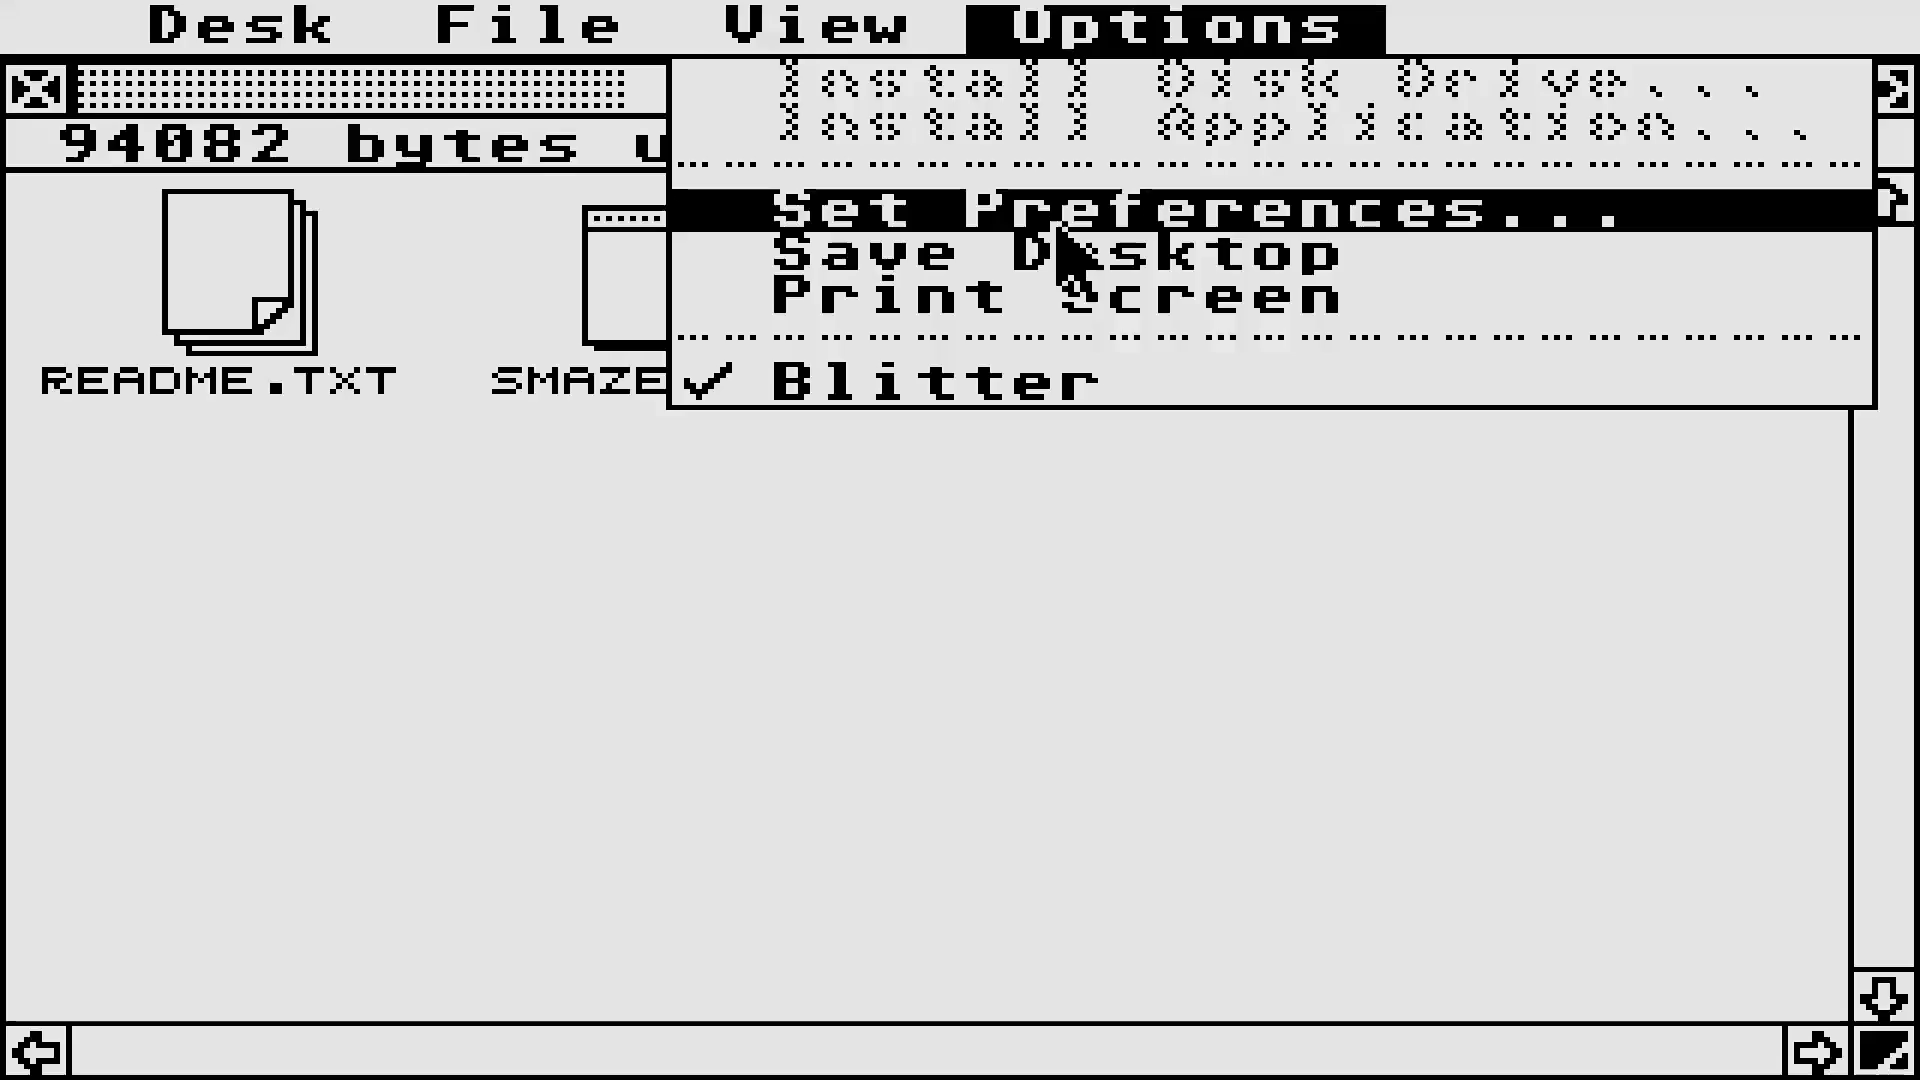 Desk File View Options
Install Disk Drive...
Install Application...
94082 bytes
Set Preferences...
Save Desktop
Print Screen
README.TXT
✓ Blitter